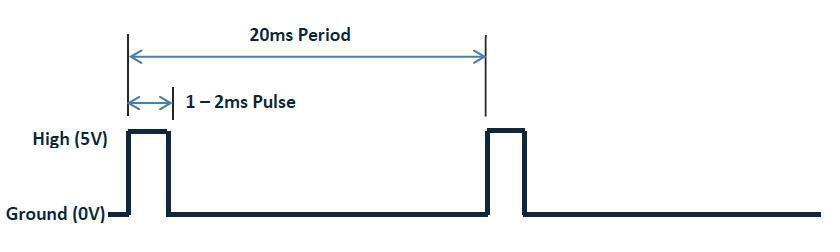 20ms Period
1 – 2ms Pulse
High (5V)
Ground (0V)